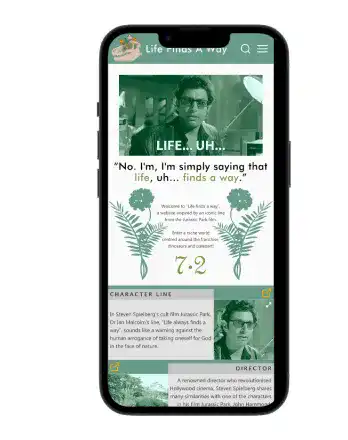 Life Finds A Way
LIFE... UH...
“No. I'm, I'm simply saying that
life, uh... finds a way.”
Welcome to 'Life finds a way',
a website inspired by an iconic line
from the Jurassic Park film.
Enter a niche world
centred around the franchise,
dinosaurs and consent!
7.2
CHARACTER LINE
In Steven Spielberg's cult film Jurassic Park,
Dr Ian Malcolm's line, "Life always finds a
way", sounds like a warning against the
human arrogance of taking oneself for God
in the face of nature.
DIRECTOR
A renowned director who revolutionised
Hollywood cinema, Steven Spielberg shares
many similarities with one of the characters
in his film Jurassic Park, John Hammond